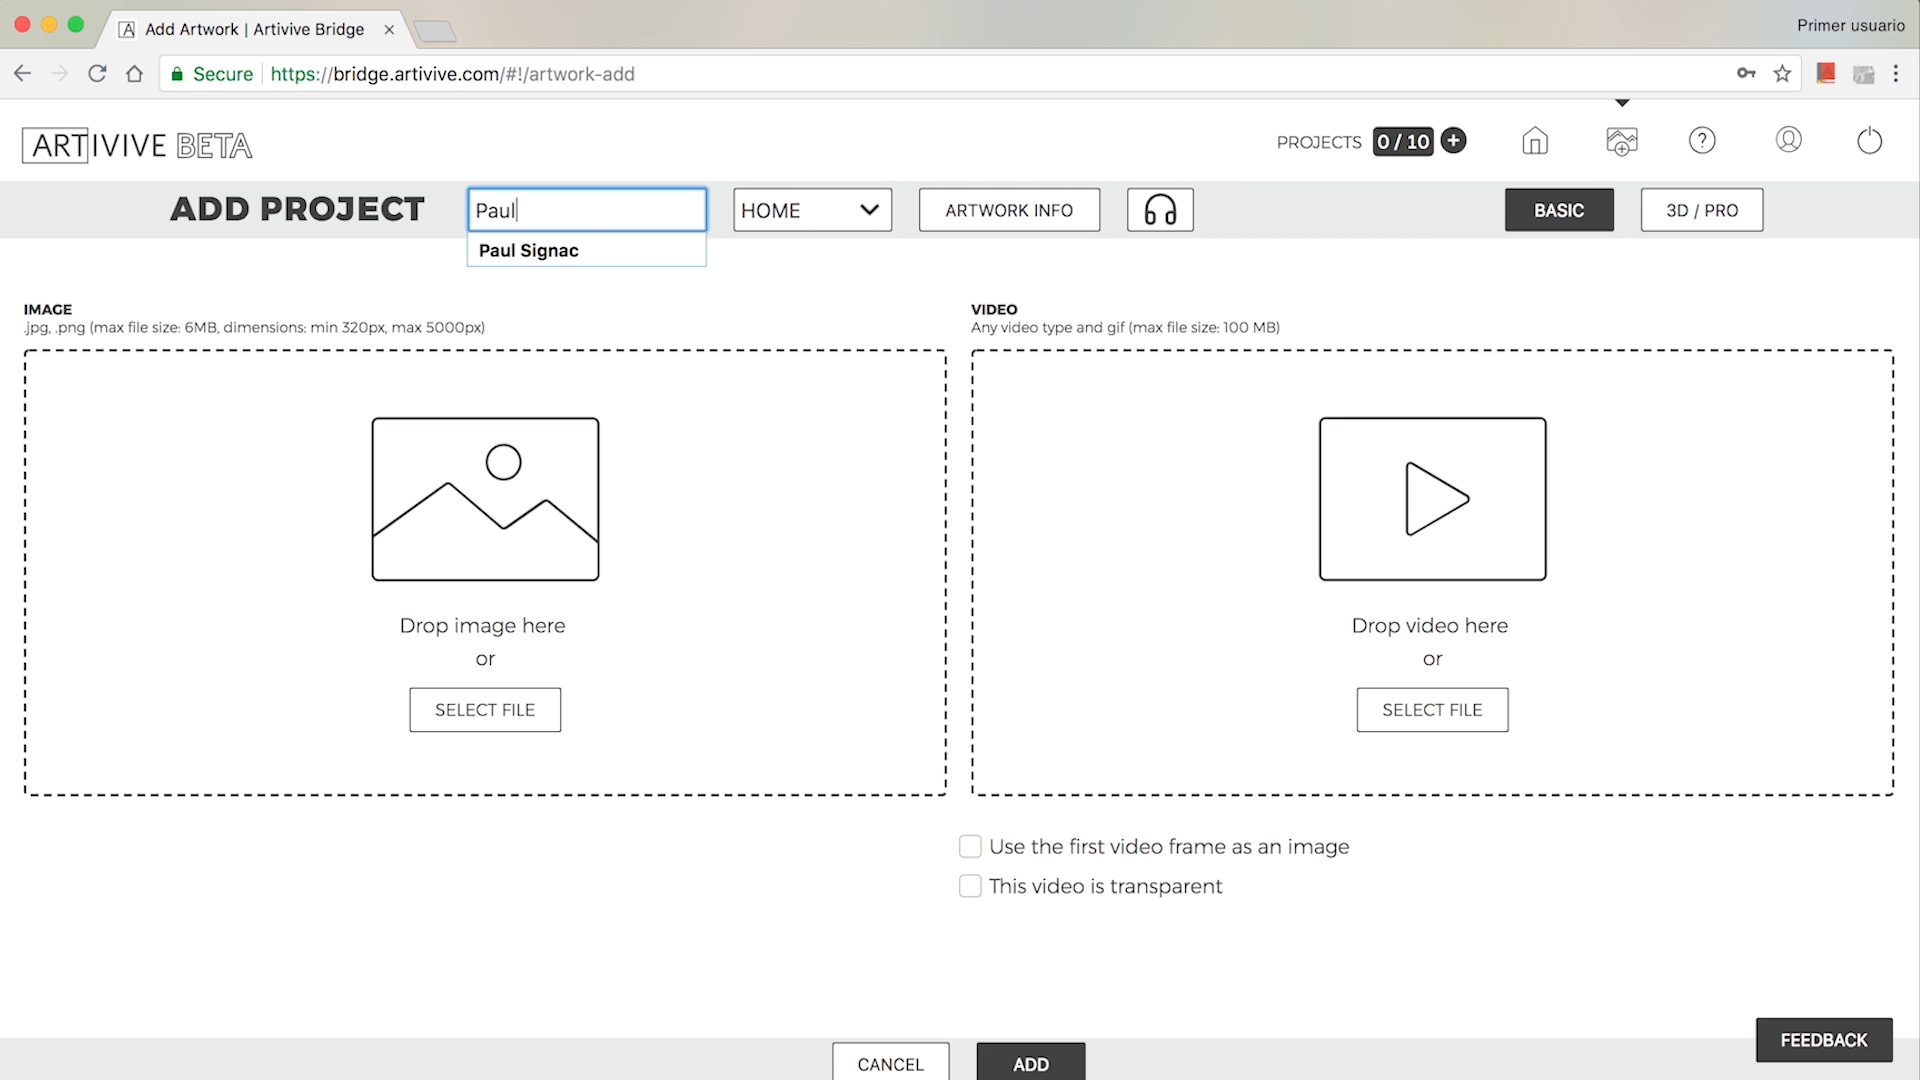 Add Artwork | Artivive Bridge
Primer usuario
Secure
https://bridge.artivive.com/#!/artwork-add
ARTIVIVE BETA
PROJECTS 0 / 10 +
ADD PROJECT
Paul
HOME
ARTWORK INFO
BASIC
3D / PRO
Paul Signac
IMAGE
.jpg, .png (max file size: 6MB, dimensions: min 320px, max 5000px)
Drop image here
or
SELECT FILE
VIDEO
Any video type and gif (max file size: 100 MB)
Drop video here
or
SELECT FILE
Use the first video frame as an image
This video is transparent
FEEDBACK
CANCEL
ADD